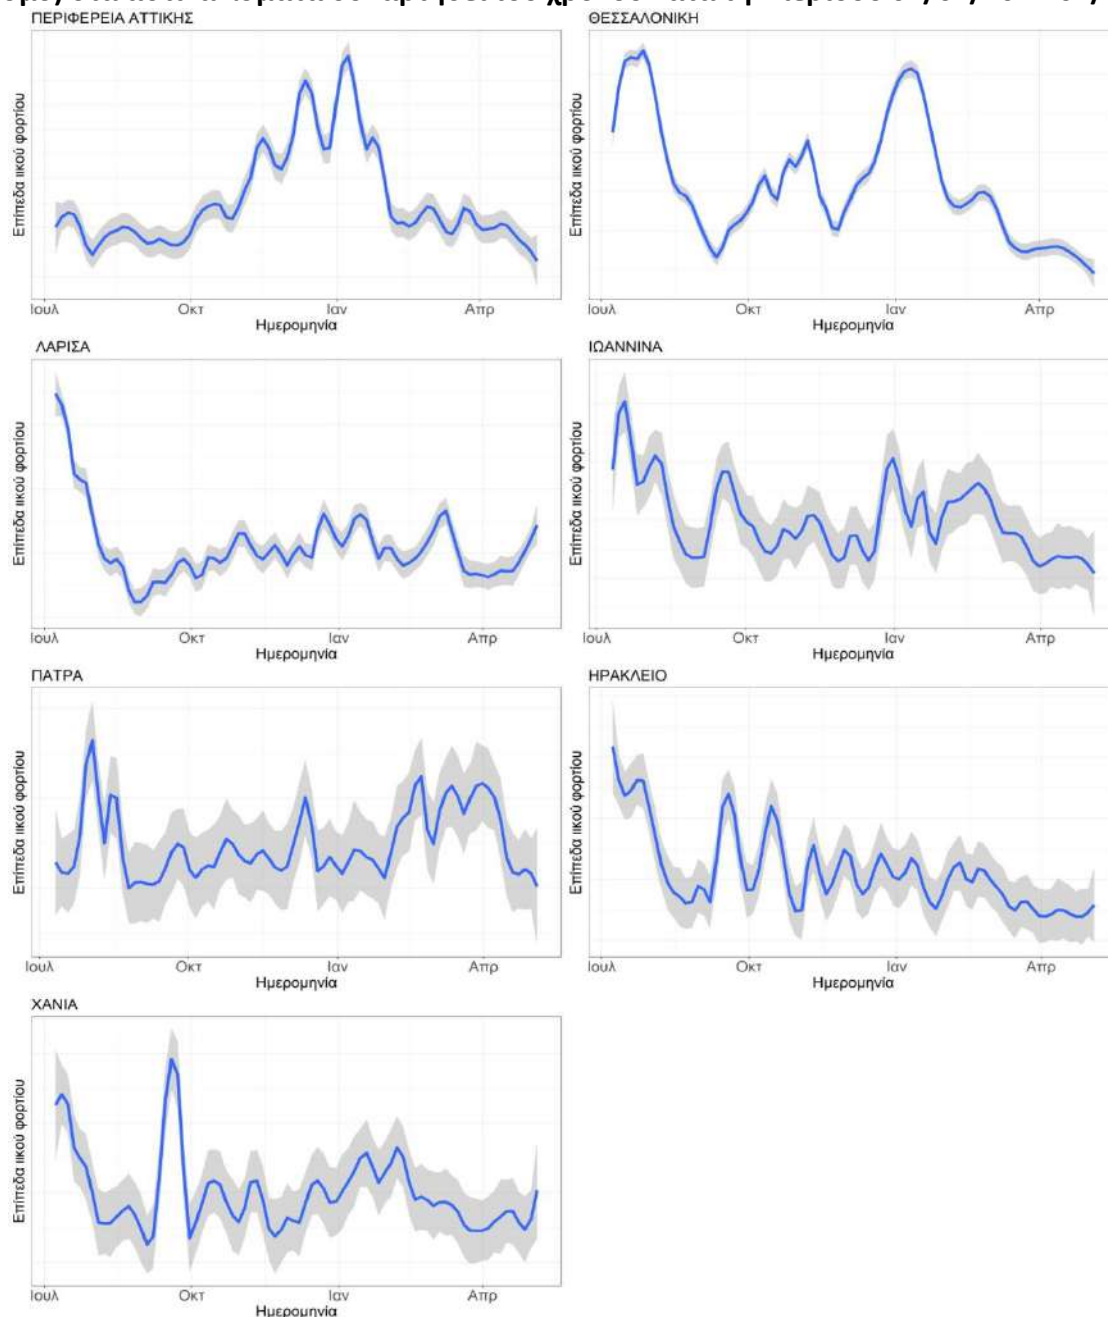 ΠΕΡΙΦΕΡΕΙΑ ΑΤΤΙΚΗΣ
Επίπεδα ιικού φορτίου
Ιουλ Οκτ Ιαν Απρ
Ημερομηνία
ΘΕΣΣΑΛΟΝΙΚΗ
Επίπεδα ιικού φορτίου
Ιουλ Οκτ Ιαν Απρ
Ημερομηνία
ΛΑΡΙΣΑ
Επίπεδα ιικού φορτίου
Ιουλ Οκτ Ιαν Απρ
Ημερομηνία
ΙΩΑΝΝΙΝΑ
Επίπεδα ιικού φορτίου
Ιουλ Οκτ Ιαν Απρ
Ημερομηνία
ΠΑΤΡΑ
Επίπεδα ιικού φορτίου
Ιουλ Οκτ Ιαν Απρ
Ημερομηνία
ΗΡΑΚΛΕΙΟ
Επίπεδα ιικού φορτίου
Ιουλ Οκτ Ιαν Απρ
Ημερομηνία
ΧΑΝΙΑ
Επίπεδα ιικού φορτίου
Ιουλ Οκτ Ιαν Απρ
Ημερομηνία